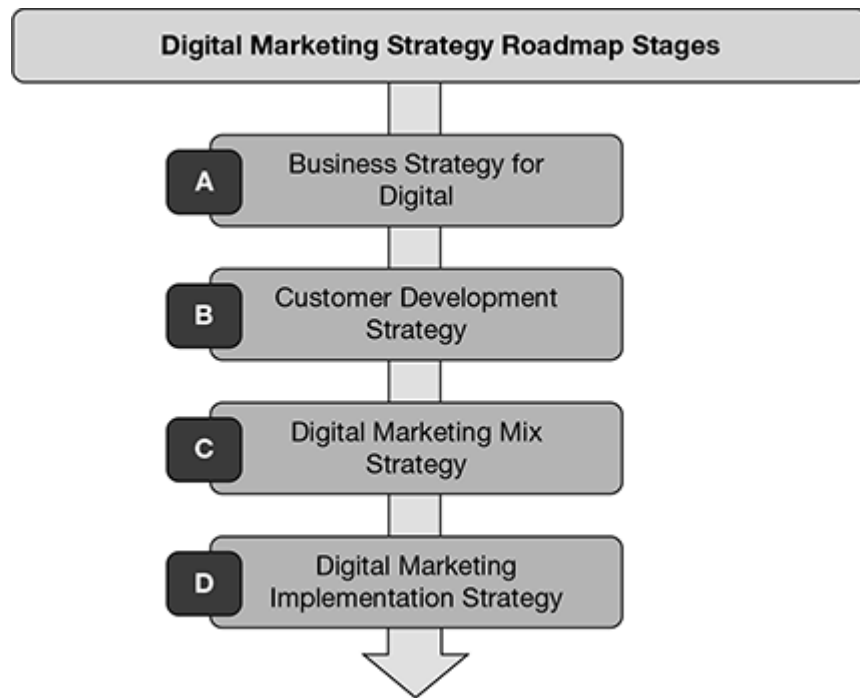 Digital Marketing Strategy Roadmap Stages
A
Business Strategy for
Digital
B
Customer Development
Strategy
C
Digital Marketing Mix
Strategy
D
Digital Marketing
Implementation Strategy